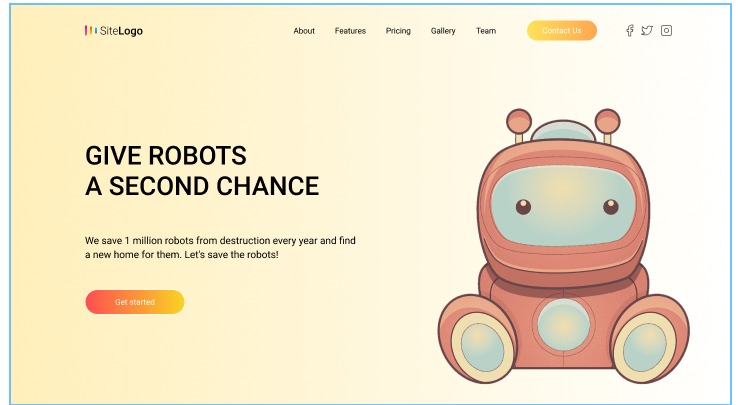 SiteLogo
About Features Pricing Gallery Team Contact Us
GIVE ROBOTS
A SECOND CHANCE
We save 1 million robots from destruction every year and find
a new home for them. Let's save the robots!
Get started